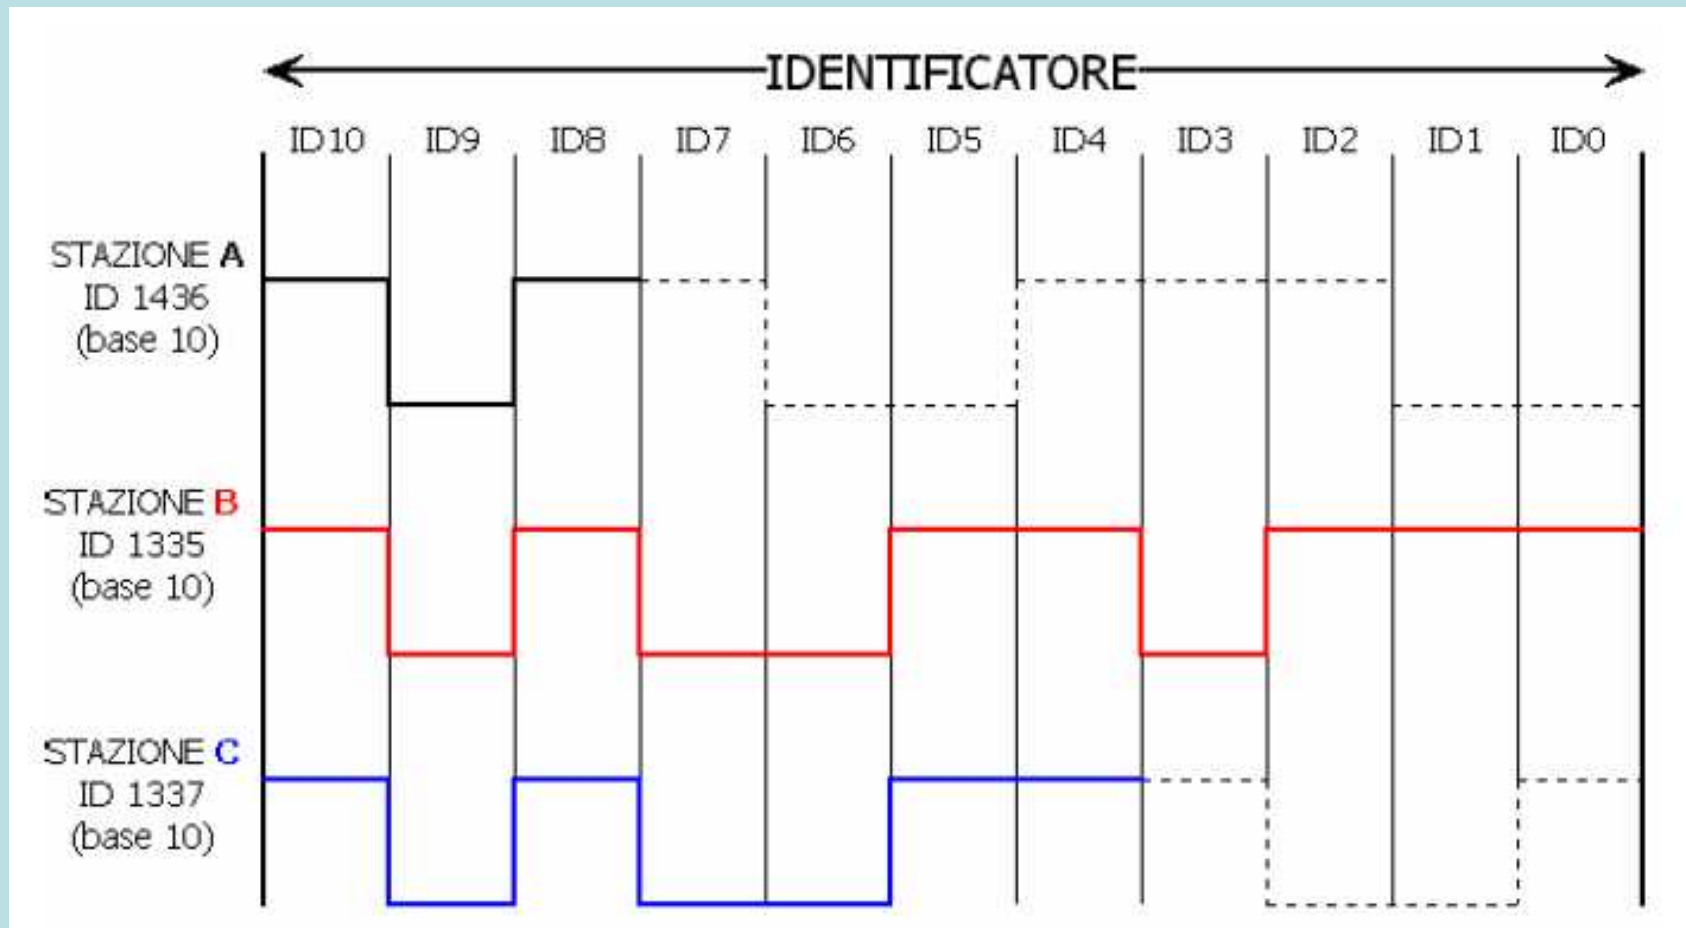 IDENTIFICATORE
ID10 ID9 ID8 ID7 ID6 ID5 ID4 ID3 ID2 ID1 ID0
STAZIONE A
ID 1436
(base 10)
STAZIONE B
ID 1335
(base 10)
STAZIONE C
ID 1337
(base 10)